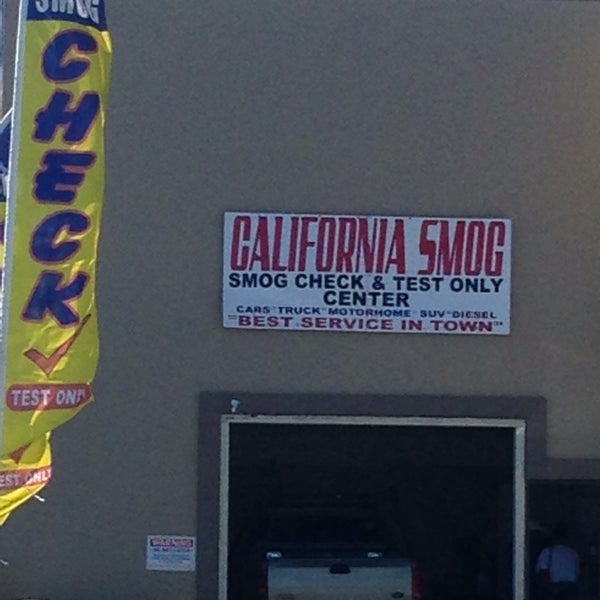 SMOG
CHECK
TEST ONLY
TEST ONLY
CALIFORNIA SMOG
SMOG CHECK & TEST ONLY
CENTER
CARS * TRUCK * MOTORHOME * SUV * DIESEL
"BEST SERVICE IN TOWN"
WARNING